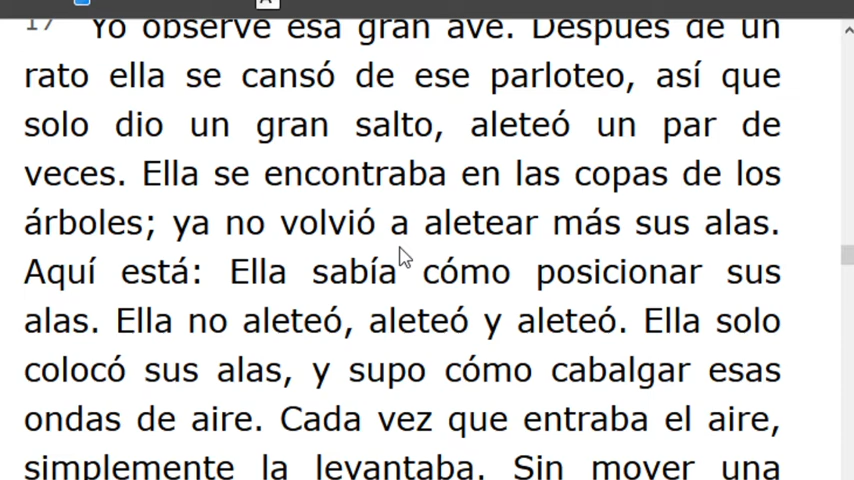 17 Yo observé esa gran ave. Después de un
rato ella se cansó de ese parloteo, así que
solo dio un gran salto, aleteó un par de
veces. Ella se encontraba en las copas de los
árboles; ya no volvió a aletear más sus alas.
Aquí está: Ella sabía cómo posicionar sus
alas. Ella no aleteó, aleteó y aleteó. Ella solo
colocó sus alas, y supo cómo cabalgar esas
ondas de aire. Cada vez que entraba el aire,
simplemente la levantaba. Sin mover una